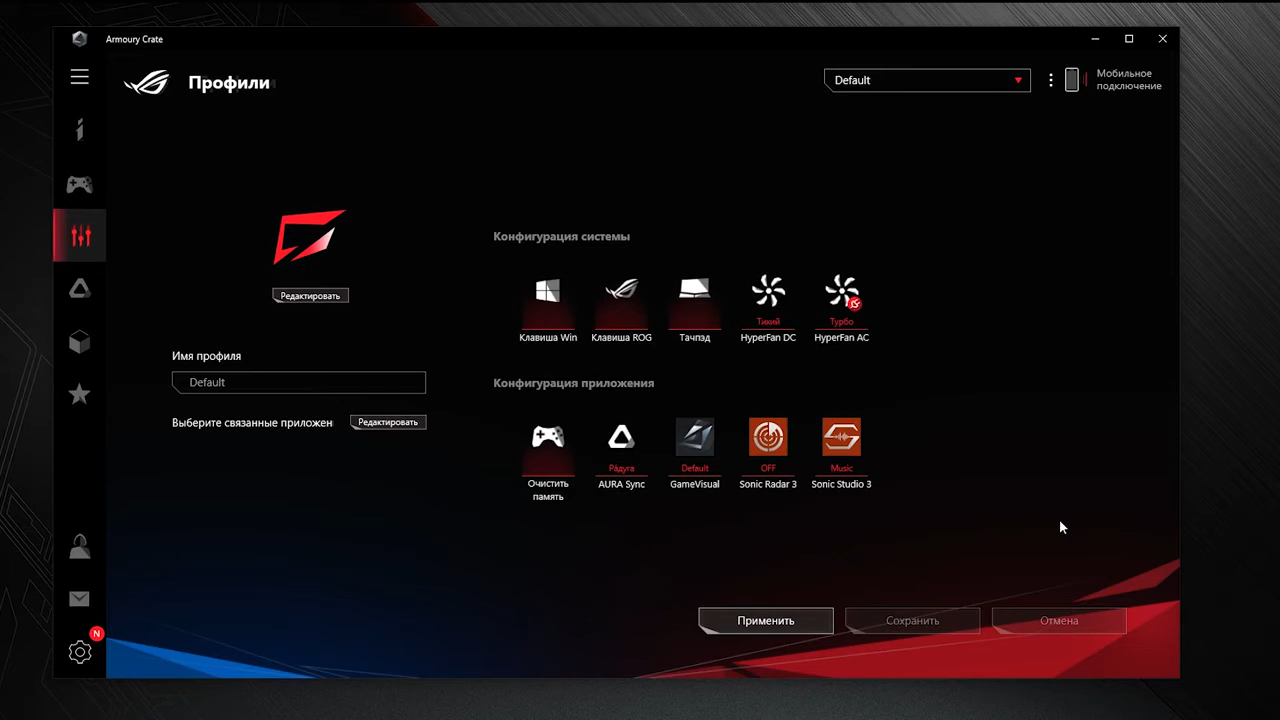 Armoury Crate
Профили
Default
Мобильное
подключение
Редактировать
Имя профиля
Default
Выберите связанные приложен
Редактировать
Конфигурация системы
Клавиша Win
Клавиша ROG
Тачпэд
Тихий
HyperFan DC
Турбо
HyperFan AC
Конфигурация приложения
Очистить
память
Ра́дуга
AURA Sync
Default
GameVisual
OFF
Sonic Radar 3
Music
Sonic Studio 3
N
Применить
Сохранить
Отмена